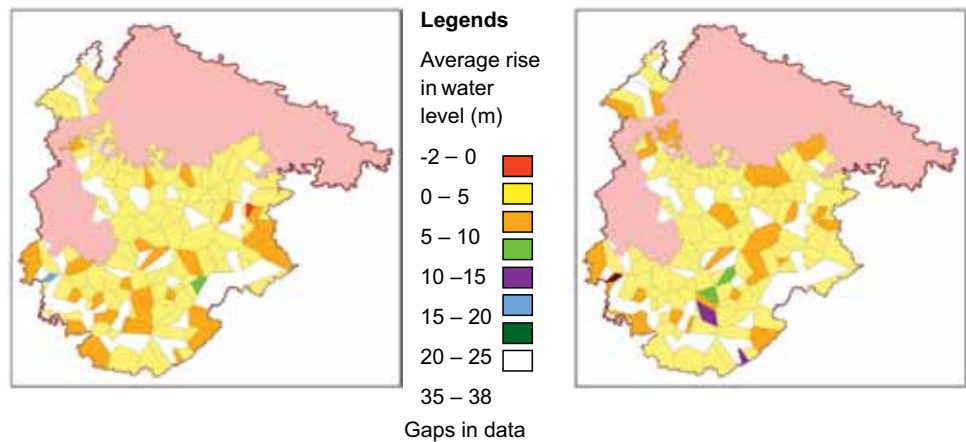 Legends
Average rise
in water
level (m)
-2 – 0
0 – 5
5 – 10
10 –15
15 – 20
20 – 25
35 – 38
Gaps in data